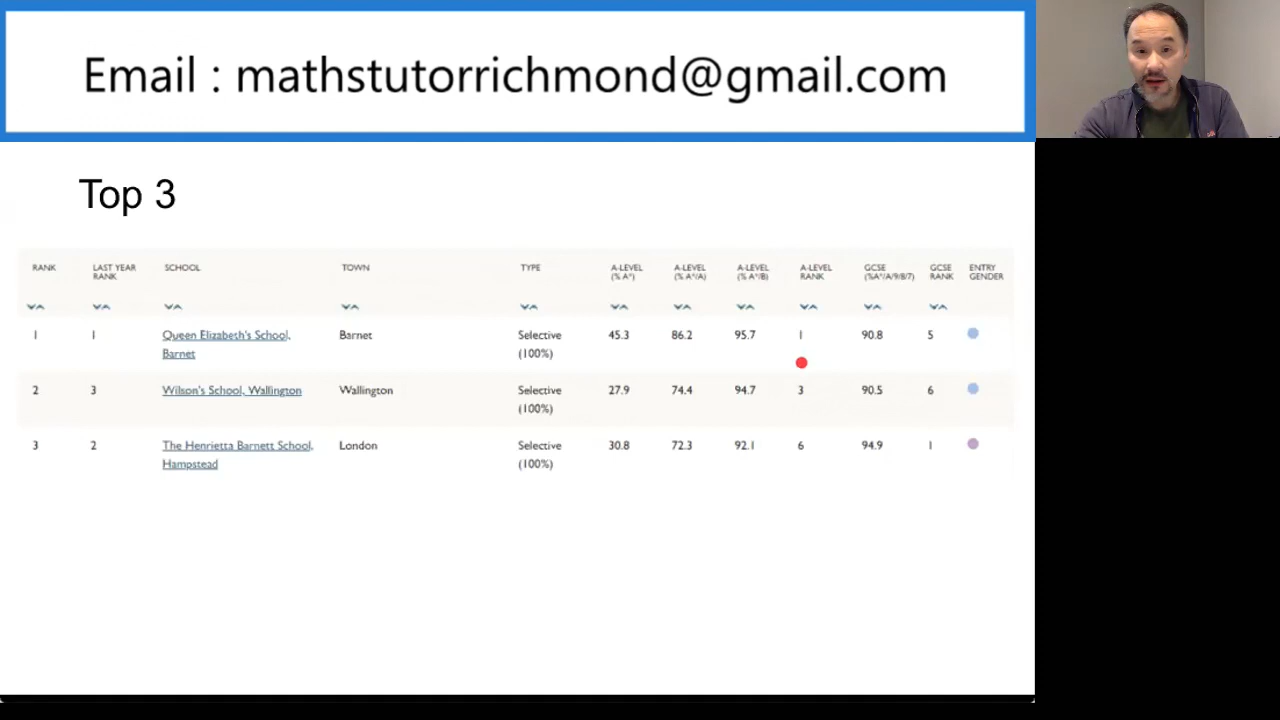 Email : mathstutorrichmond@gmail.com
Top 3
RANK LAST YEAR RANK SCHOOL TOWN TYPE A-LEVEL (% A*) A-LEVEL (% A*/A) A-LEVEL (% A*/B) A-LEVEL RANK GCSE (%A*/A/9/8/7) GCSE RANK ENTRY GENDER
1 1 Queen Elizabeth's School, Barnet Barnet Selective (100%) 45.3 86.2 95.7 1 90.8 5
2 3 Wilson's School, Wallington Wallington Selective (100%) 27.9 74.4 94.7 3 90.5 6
3 2 The Henrietta Barnett School, Hampstead London Selective (100%) 30.8 72.3 92.1 6 94.9 1